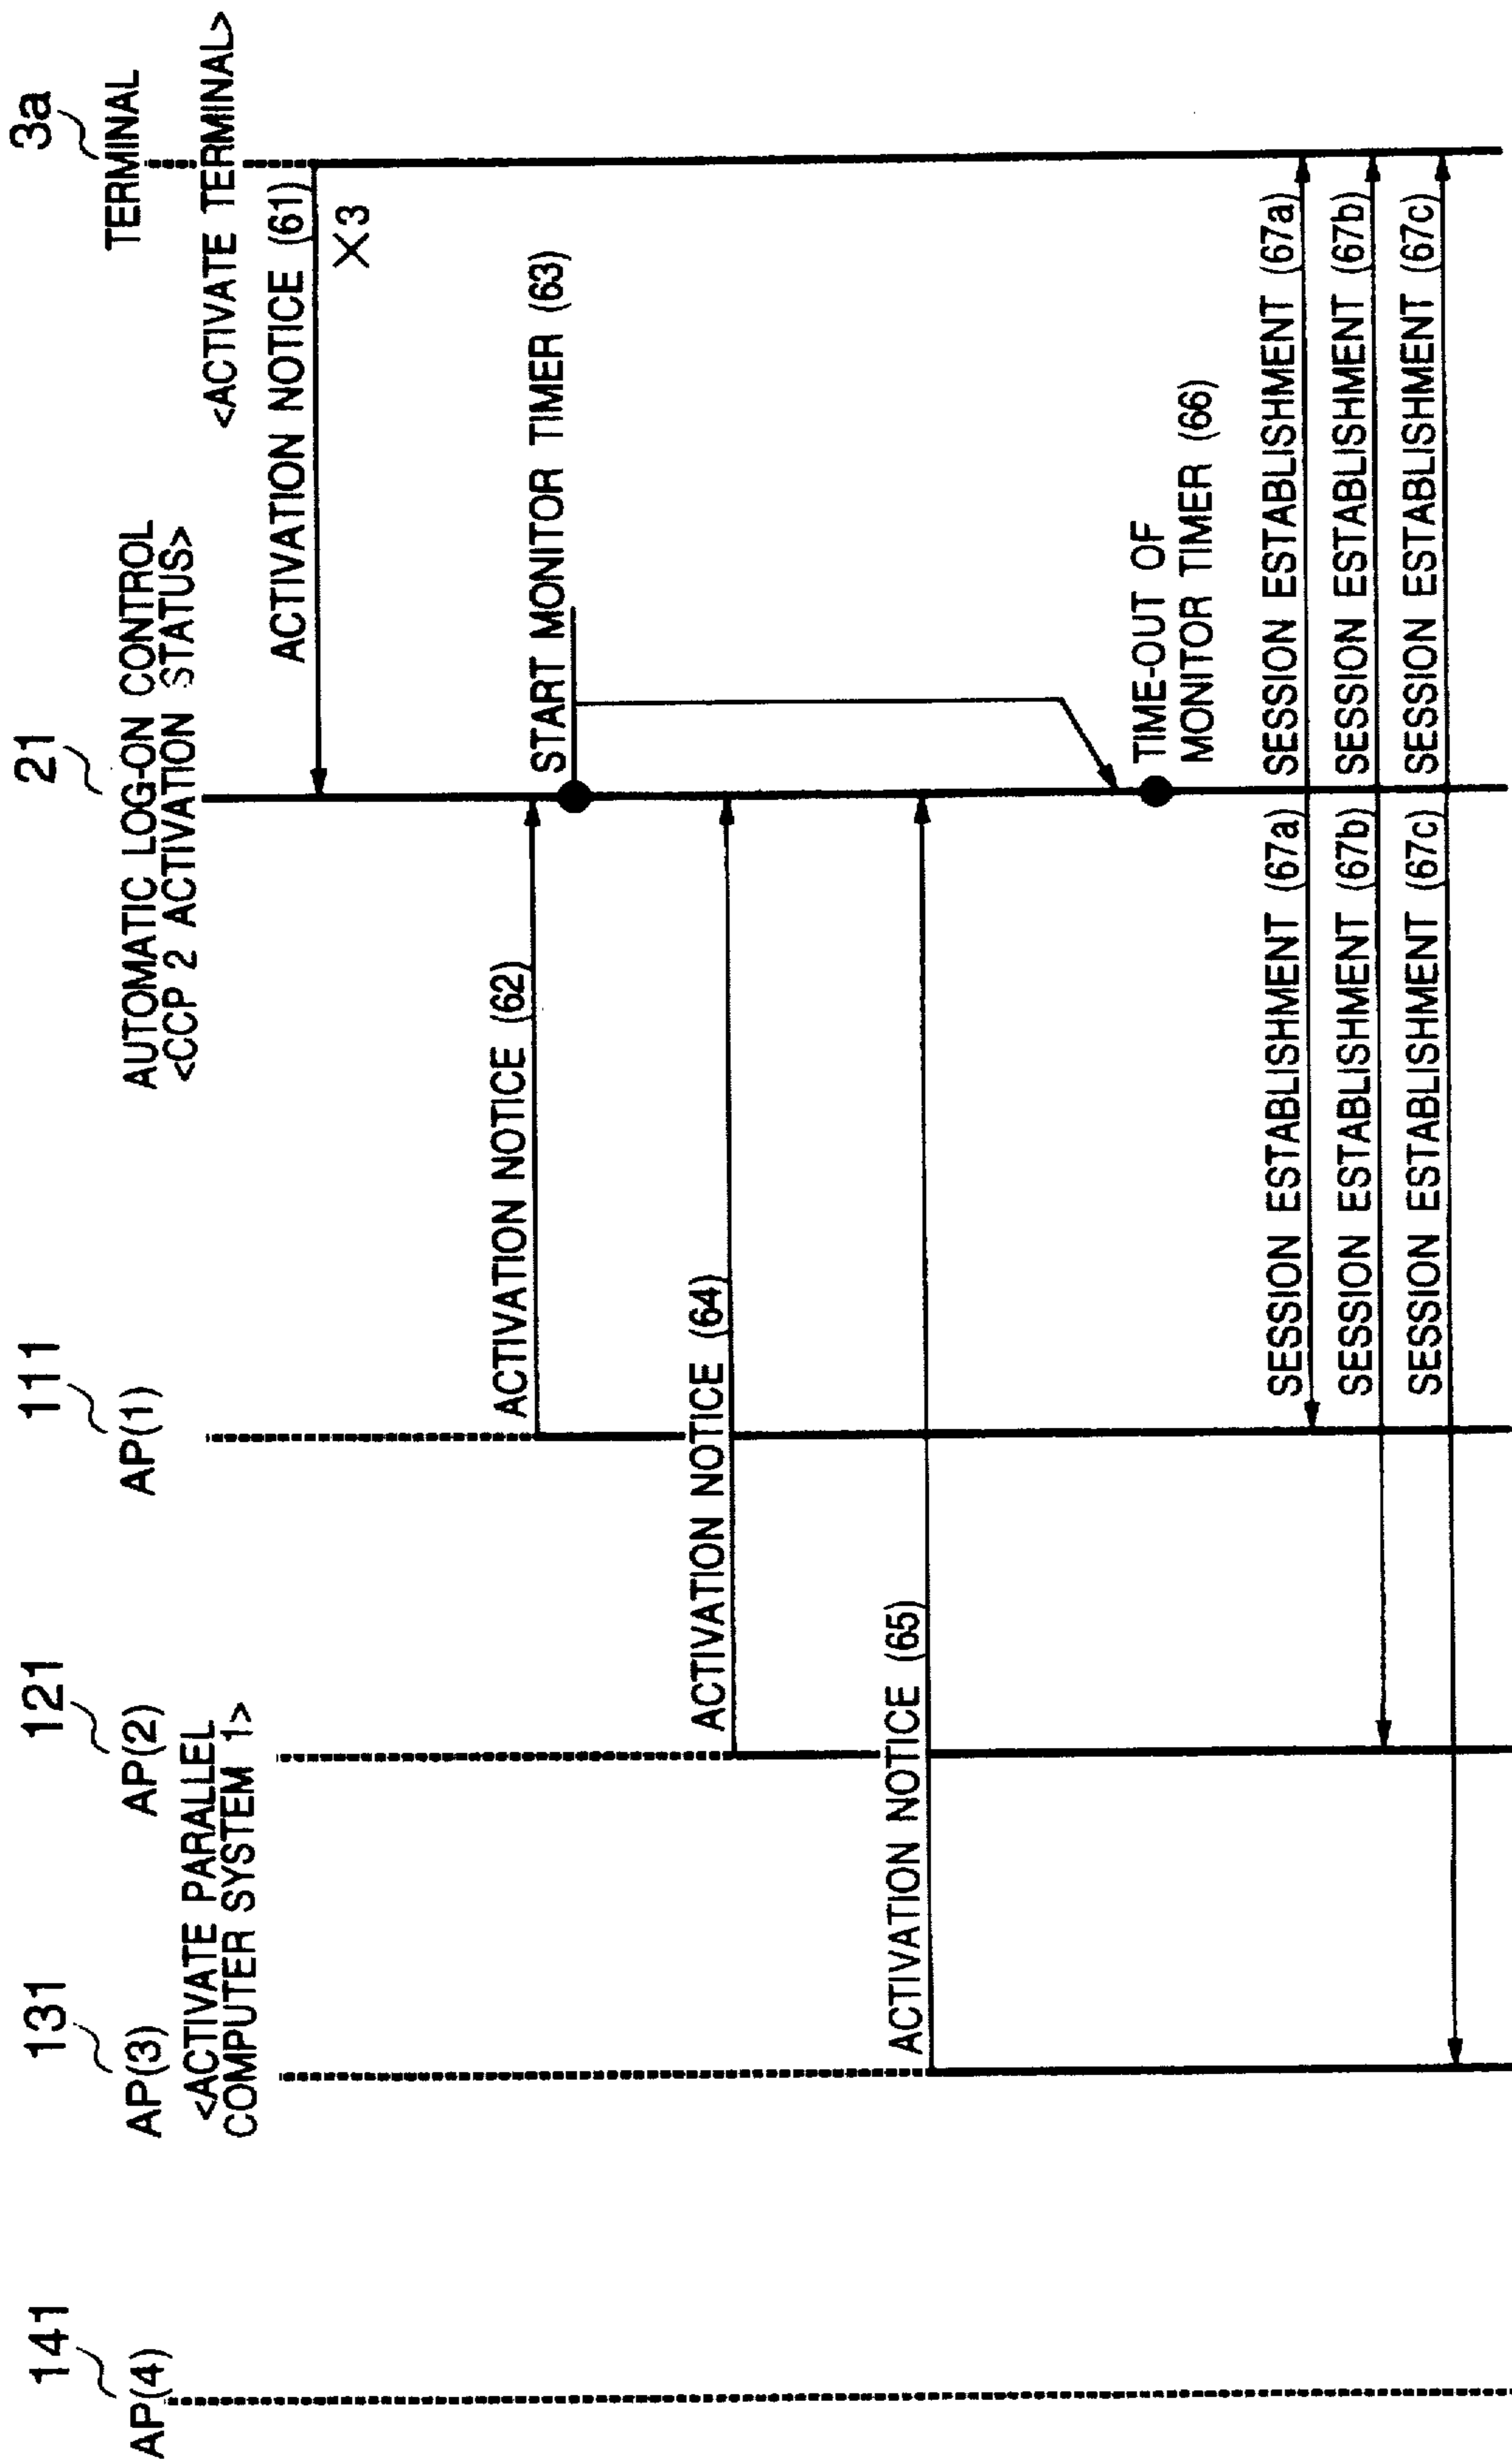 141
AP(4)
131
AP(3)
121
AP(2)
<ACTIVATE PARALLEL
COMPUTER SYSTEM 1>
111
AP(1)
21
AUTOMATIC LOG-ON CONTROL
<CCP 2 ACTIVATION STATUS>
3a
TERMINAL
<ACTIVATE TERMINAL>
ACTIVATION NOTICE (61)
×3
ACTIVATION NOTICE (62)
START MONITOR TIMER (63)
ACTIVATION NOTICE (64)
ACTIVATION NOTICE (65)
TIME-OUT OF
MONITOR TIMER (66)
SESSION ESTABLISHMENT (67a)
SESSION ESTABLISHMENT (67a)
SESSION ESTABLISHMENT (67b)
SESSION ESTABLISHMENT (67b)
SESSION ESTABLISHMENT (67c)
SESSION ESTABLISHMENT (67c)